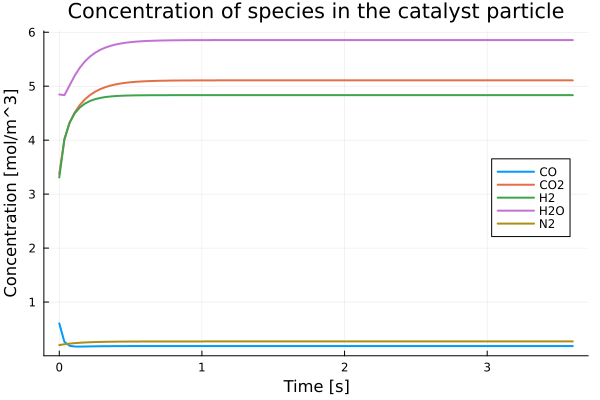 Concentration of species in the catalyst particle
Concentration [mol/m^3]
6
5
4
3
2
1
CO
CO2
H2
H2O
N2
0
1
2
3
Time [s]